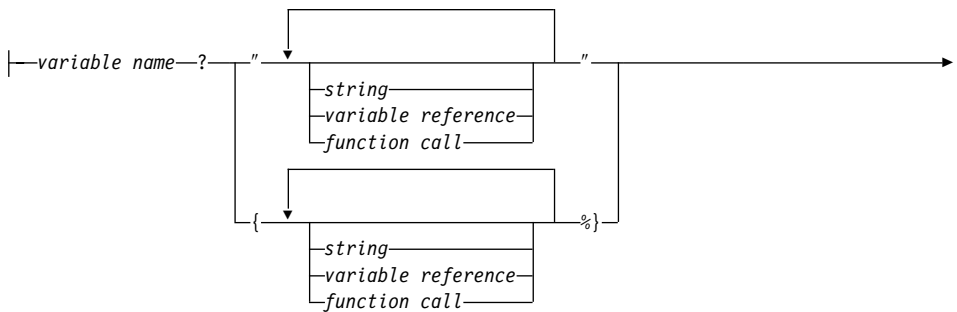 variable name ? " "
string
variable reference
function call
{ %}
string
variable reference
function call